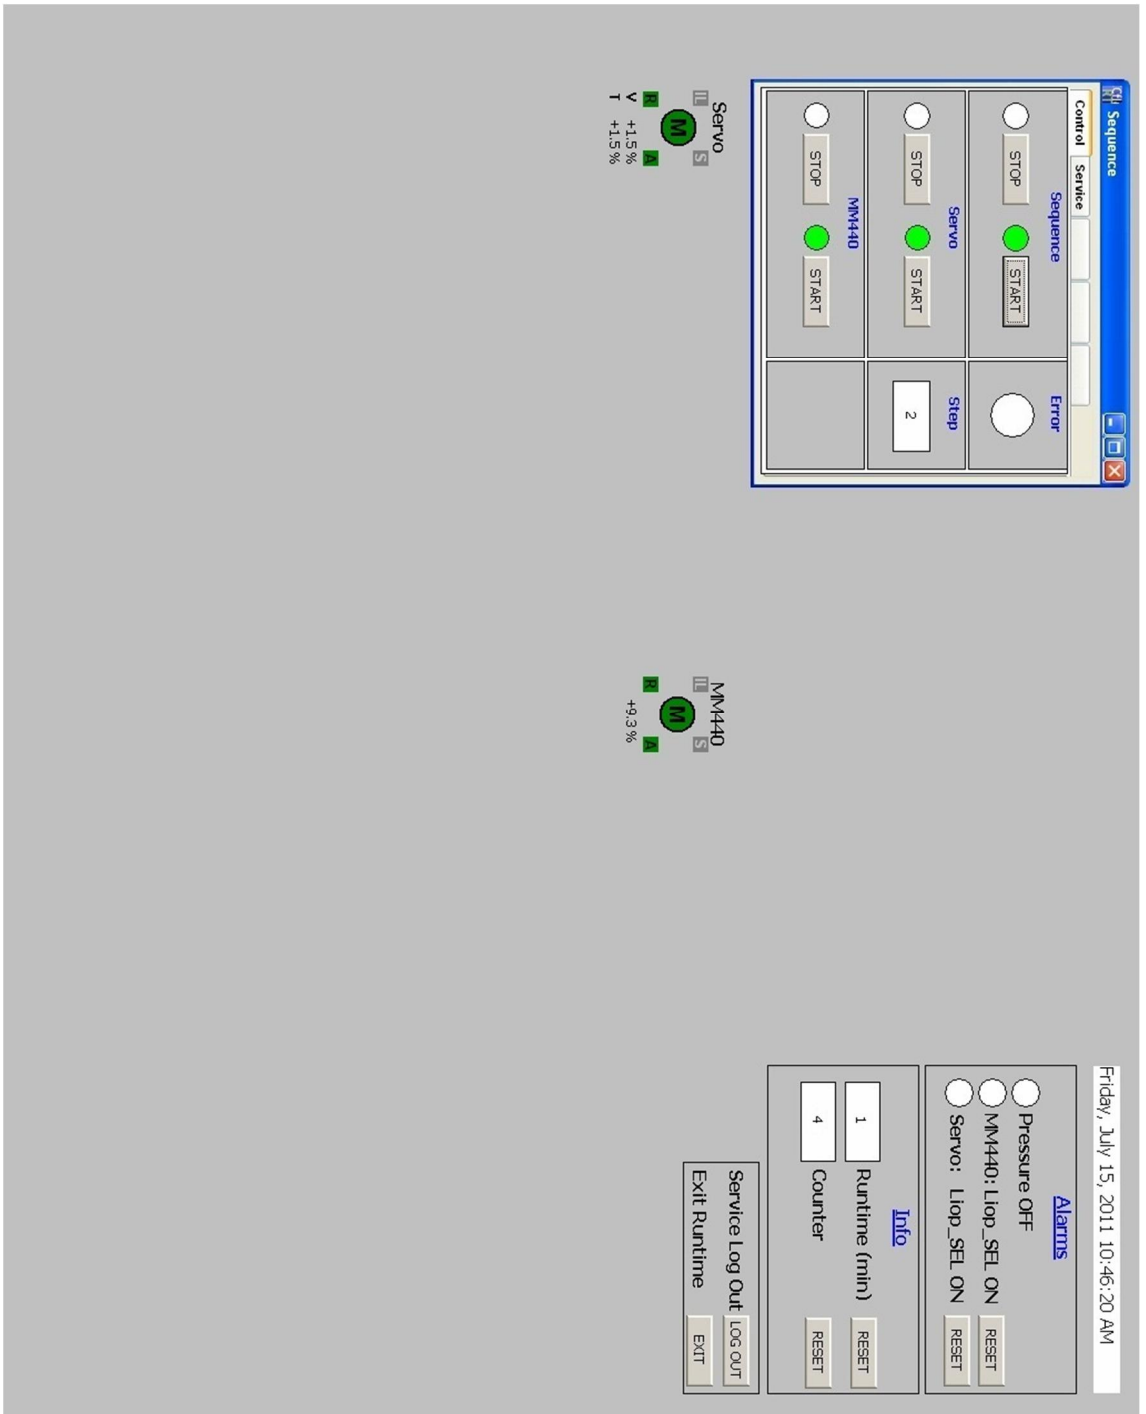 Sequence
Control Service
Sequence
STOP START
Error
Servo
STOP START
Step
2
MM440
STOP START
Friday, July 15, 2011 10:46:20 AM
Alarms
Pressure OFF
MM440: Liop_SEL ON RESET
Servo: Liop_SEL ON RESET
Info
1 Runtime (min) RESET
4 Counter RESET
Service Log Out LOG OUT
Exit Runtime EXIT
Servo
IL S
M
R A
V +1.5 %
T +1.5 %
MM440
IL S
M
R A
+9.3 %